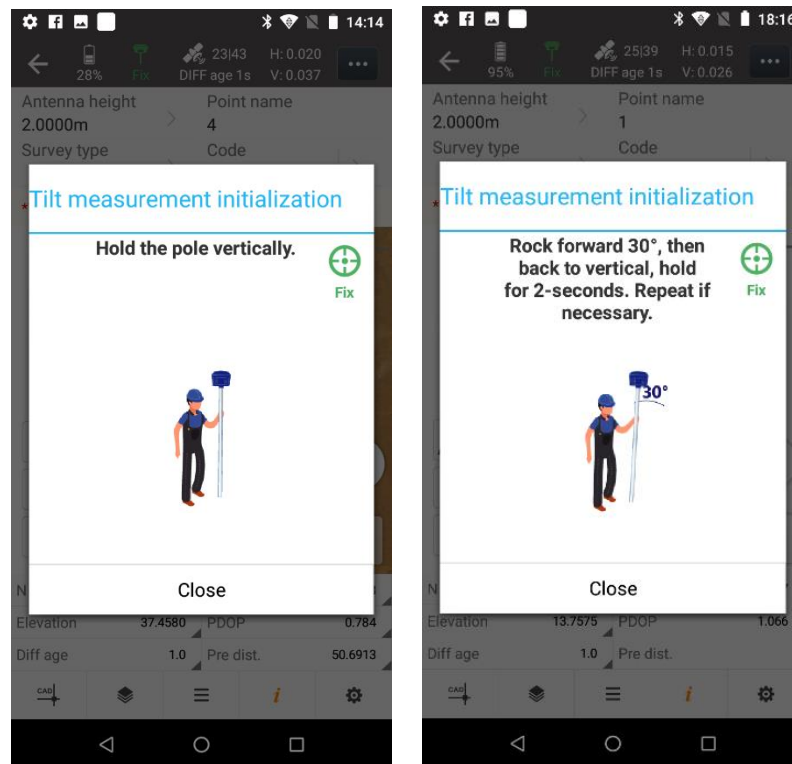 14:14
28%
Fix
23|43
DIFF age 1s
H: 0.020
V: 0.037
Antenna height
2.0000m
Point name
4
Survey type
Code
Tilt measurement initialization
Hold the pole vertically.
Fix
Close
N
Elevation 37.4580 PDOP 0.784
Diff age 1.0 Pre dist. 50.6913
CAD
18:16
95%
Fix
25|39
DIFF age 1s
H: 0.015
V: 0.026
Antenna height
2.0000m
Point name
1
Survey type
Code
Tilt measurement initialization
Rock forward 30°, then
back to vertical, hold
for 2-seconds. Repeat if
necessary.
Fix
30°
Close
N
Elevation 13.7575 PDOP 1.066
Diff age 1.0 Pre dist.
CAD